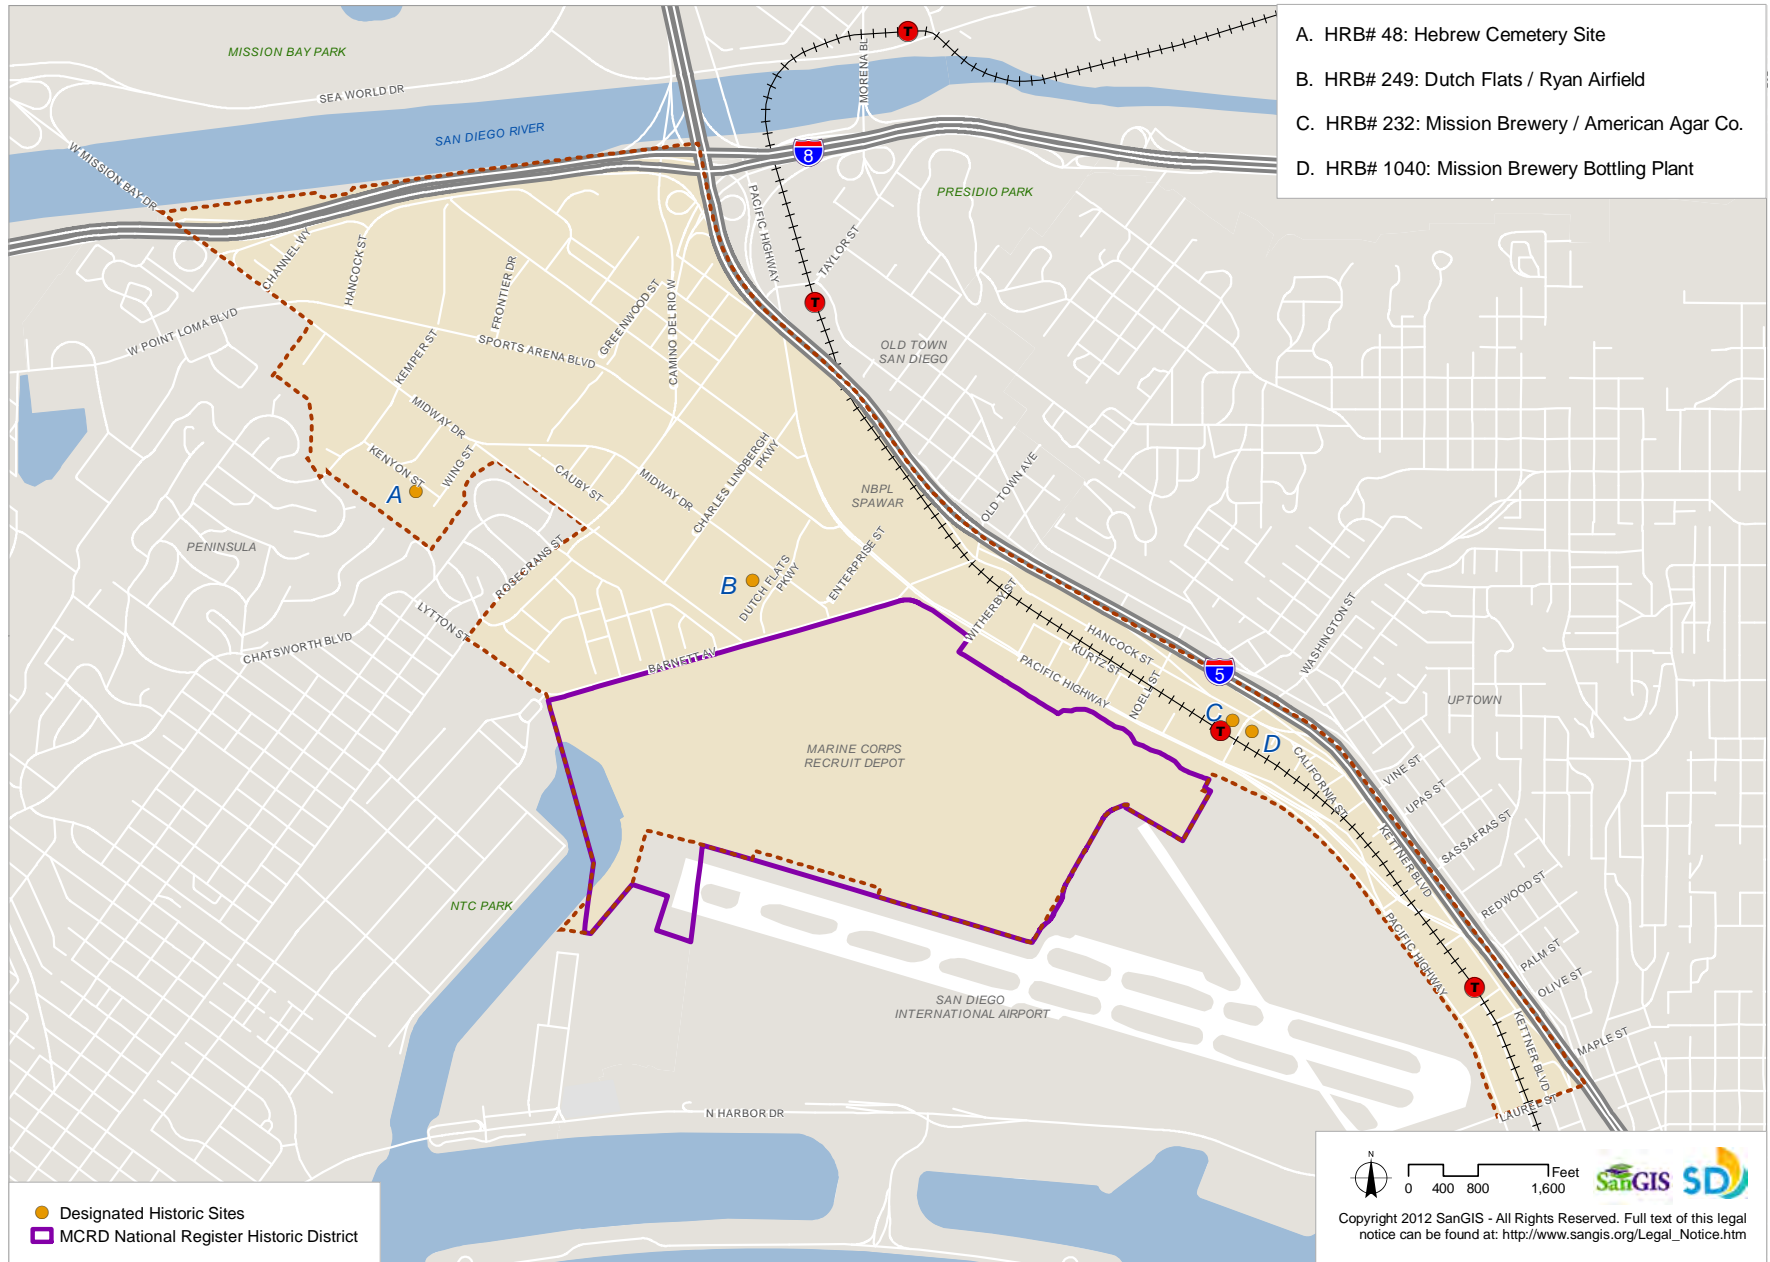 A. HRB# 48: Hebrew Cemetery Site
B. HRB# 249: Dutch Flats / Ryan Airfield
C. HRB# 232: Mission Brewery / American Agar Co.
D. HRB# 1040: Mission Brewery Bottling Plant
MISSION BAY PARK
SEA WORLD DR
SAN DIEGO RIVER
W MISSION BAY DR
MORENA BL
T
8
PACIFIC HIGHWAY
TAYLOR ST
PRESIDIO PARK
CHANNEL WY
HANCOCK ST
FRONTIER DR
GREENWOOD ST
CAMINO DEL RIO W
T
W POINT LOMA BLVD
KEMPER ST
SPORTS ARENA BLVD
OLD TOWN
SAN DIEGO
MIDWAY DR
KENYON ST
WING ST
A
CAUBY ST
MIDWAY DR
CHARLES LINDBERGH
PKWY
NBPL
SPAWAR
OLD TOWN AVE
PENINSULA
ROSECRANS ST
B
DUTCH FLATS
PKWY
ENTERPRISE ST
LYTTON ST
CHATSWORTH BLVD
BARNETT AV
WITHERBY ST
HANCOCK ST
KURTZ ST
PACIFIC HIGHWAY
NOELL ST
WASHINGTON ST
5
UPTOWN
C
T
D
MARINE CORPS
RECRUIT DEPOT
CALIFORNIA ST
VINE ST
UPAS ST
SASSAFRAS ST
KETTNER BLVD
REDWOOD ST
NTC PARK
PACIFIC HIGHWAY
PALM ST
OLIVE ST
T
SAN DIEGO
INTERNATIONAL AIRPORT
KETTNER BLVD
MAPLE ST
LAUREL ST
N HARBOR DR
Designated Historic Sites
MCRD National Register Historic District
N
Feet
0 400 800 1,600
SanGIS
SD
Copyright 2012 SanGIS - All Rights Reserved. Full text of this legal
notice can be found at: http://www.sangis.org/Legal_Notice.htm